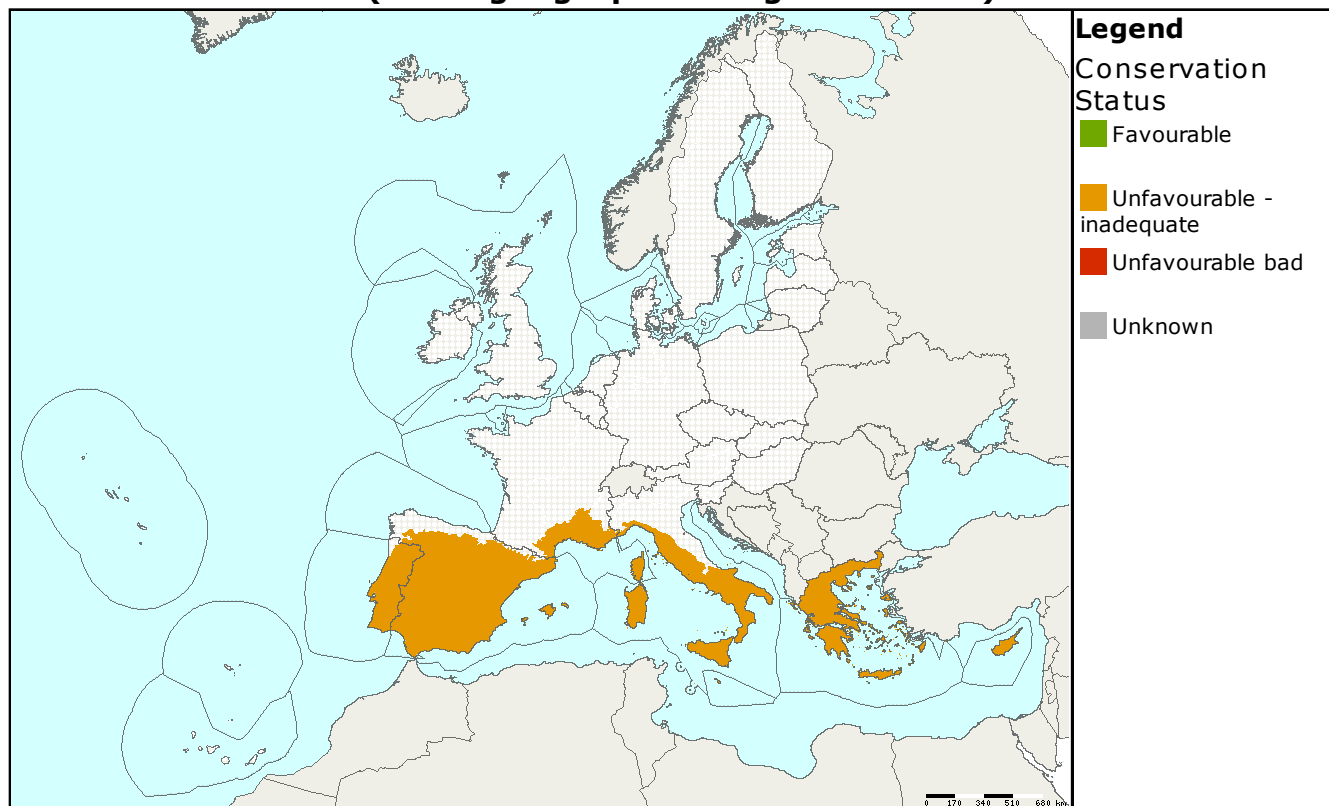 Legend
Conservation
Status
Favourable
Unfavourable -
inadequate
Unfavourable bad
Unknown
0 170 340 510 680 km